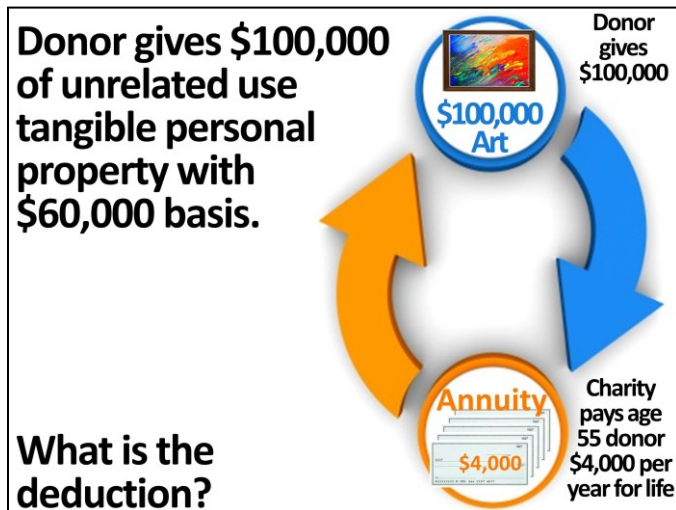 Donor gives $100,000
of unrelated use
tangible personal
property with
$60,000 basis.
What is the
deduction?
$100,000
Art
Donor
gives
$100,000
Annuity
$4,000
Charity
pays age
55 donor
$4,000 per
year for life